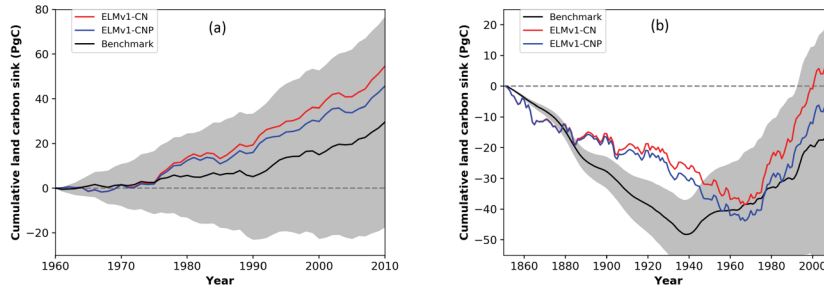 80
60
40
20
0
−20
Cumulative land carbon sink (PgC)
ELMv1-CN
ELMv1-CNP
Benchmark
(a)
1960 1970 1980 1990 2000 2010
Year
20
10
0
−10
−20
−30
−40
−50
Cumulative land carbon sink (PgC)
Benchmark
ELMv1-CN
ELMv1-CNP
(b)
1860 1880 1900 1920 1940 1960 1980 2000
Year